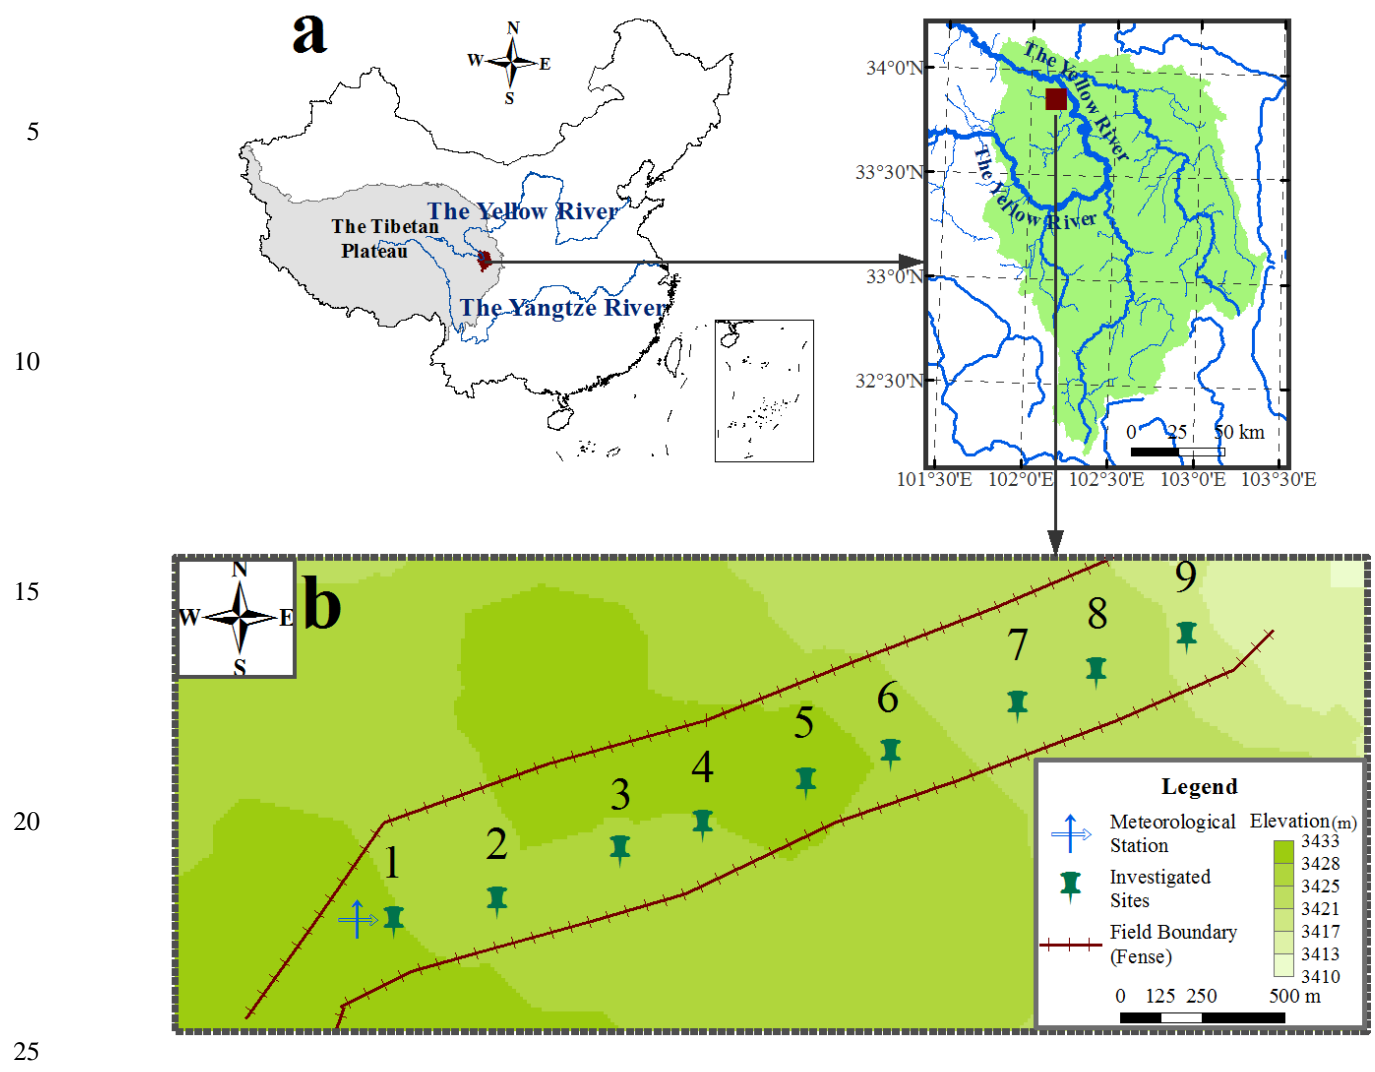 a
N
W E
S
5
The Yellow River
The Tibetan
Plateau
The Yangtze River
10
34°0'N
33°30'N
33°0'N
32°30'N
The Yellow River
The Yellow River
0 25 50 km
101°30'E 102°0'E 102°30'E 103°0'E 103°30'E
15
N
W E
S
b
9
8
7
6
5
4
3
20
2
1
Legend
Meteorological
Station
Investigated
Sites
Field Boundary
(Fense)
Elevation(m)
3433
3428
3425
3421
3417
3413
3410
0 125 250 500 m
25